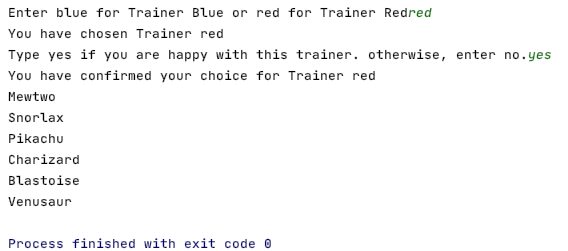 Enter blue for Trainer Blue or red for Trainer Redred
You have chosen Trainer red
Type yes if you are happy with this trainer. otherwise, enter no.yes
You have confirmed your choice for Trainer red
Mewtwo
Snorlax
Pikachu
Charizard
Blastoise
Venusaur
Process finished with exit code 0